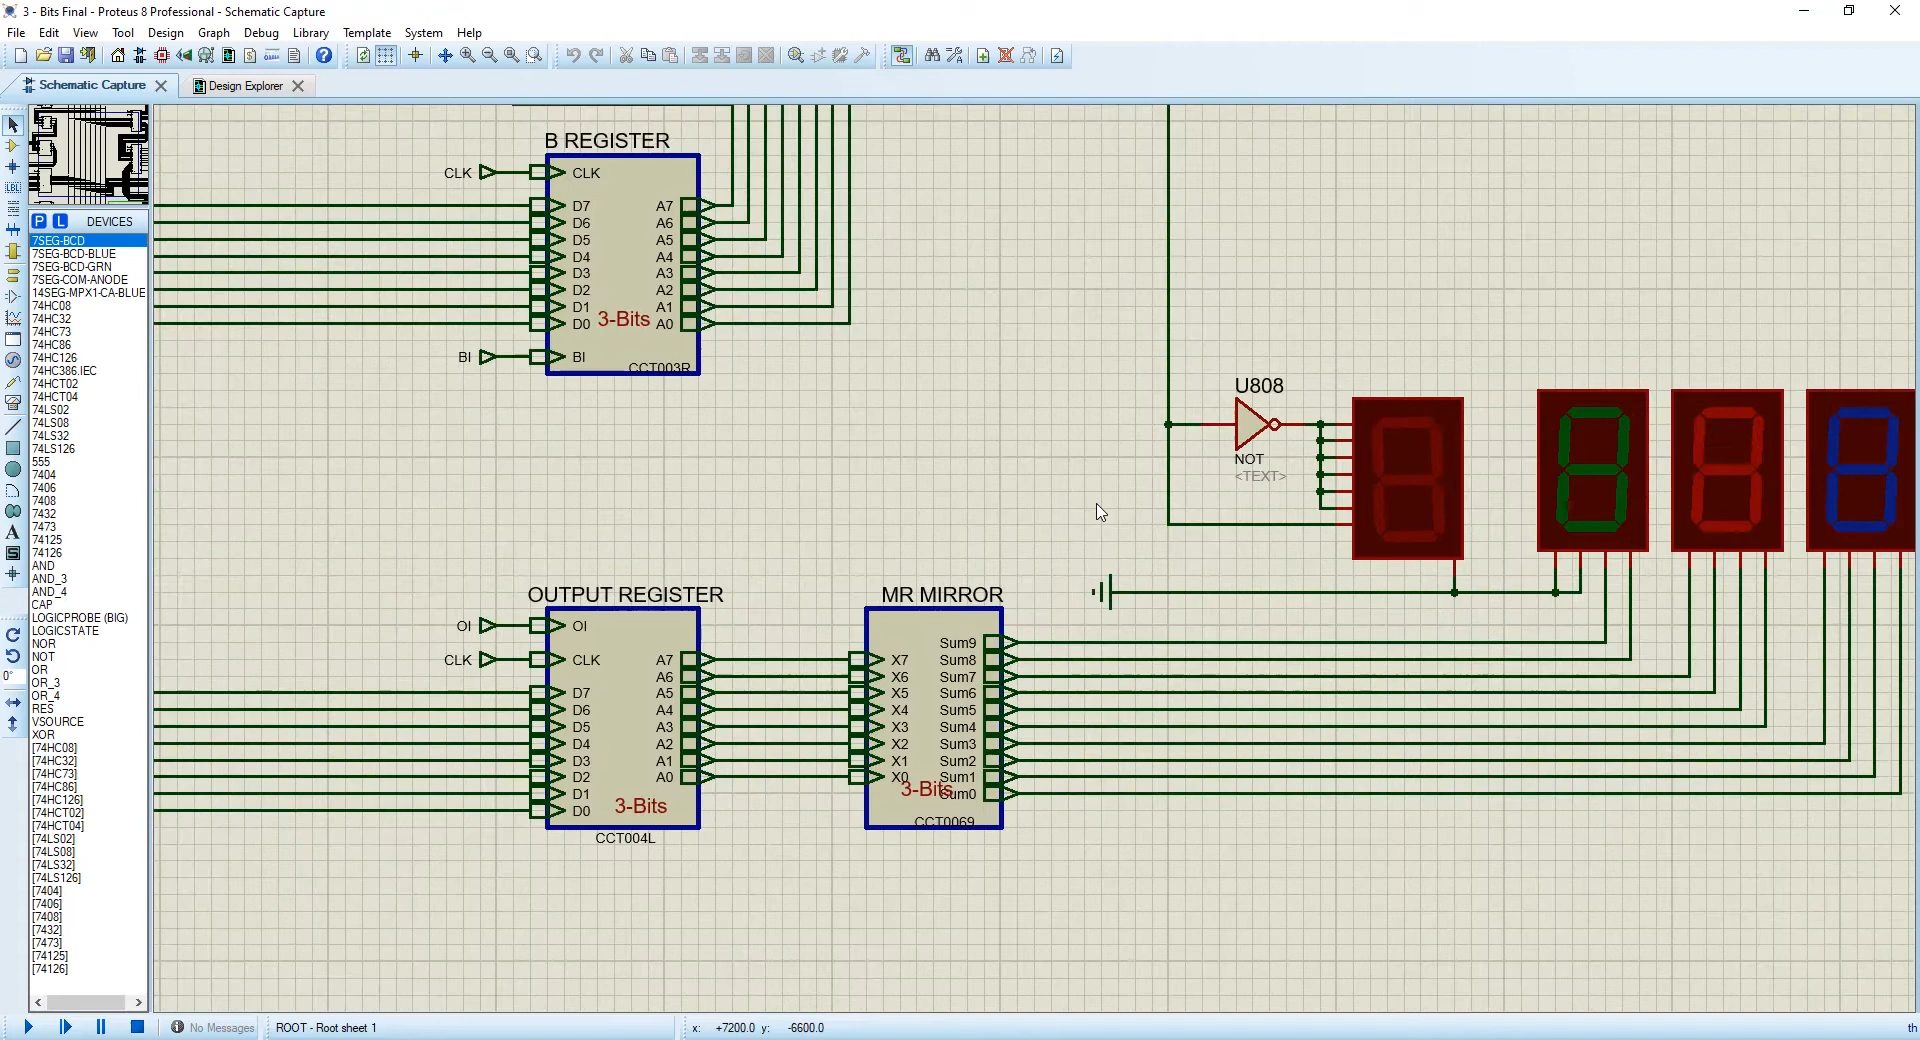 3 - Bits Final - Proteus 8 Professional - Schematic Capture
File Edit View Tool Design Graph Debug Library Template System Help
Schematic Capture
Design Explorer
P L DEVICES
7SEG-BCD
7SEG-BCD-BLUE
7SEG-BCD-GRN
7SEG-COM-ANODE
14SEG-MPX1-CA-BLUE
74HC08
74HC32
74HC73
74HC86
74HC126
74HC386.IEC
74HCT02
74HCT04
74LS02
74LS08
74LS32
74LS126
555
7404
7406
7408
7432
7473
74125
74126
AND
AND_3
AND_4
CAP
LOGICPROBE (BIG)
LOGICSTATE
NOR
NOT
OR
OR_3
OR_4
RES
VSOURCE
XOR
[74HC08]
[74HC32]
[74HC73]
[74HC86]
[74HC126]
[74HCT02]
[74HCT04]
[74LS02]
[74LS08]
[74LS32]
[74LS126]
[7404]
[7406]
[7408]
[7432]
[7473]
[74125]
[74126]
LBL
A
S
0°
B REGISTER
CLK CLK
D7 A7
D6 A6
D5 A5
D4 A4
D3 A3
D2 A2
D1 A1
D0 3-Bits A0
BI BI
CCT003R
U808
NOT
<TEXT>
OUTPUT REGISTER
OI OI
CLK CLK A7
A6
D7 A5
D6 A4
D5 A3
D4 A2
D3 A1
D2 A0
D1
D0 3-Bits
CCT004L
MR MIRROR
Sum9
X7 Sum8
X6 Sum7
X5 Sum6
X4 Sum5
X3 Sum4
X2 Sum3
X1 Sum2
X0 Sum1
3-Bits Sum0
CCT0069
No Messages
ROOT - Root sheet 1
x: +7200.0 y: -6600.0
th